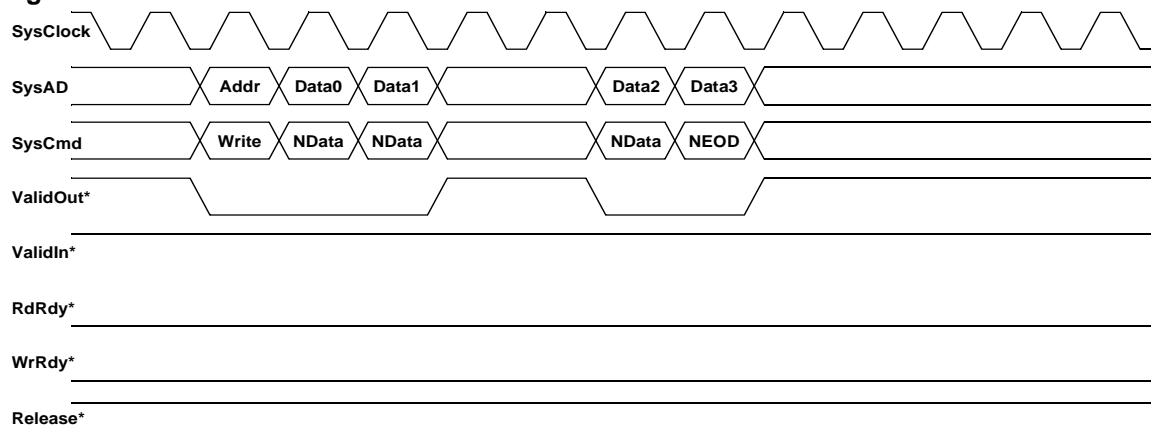 SysClock
SysAD Addr Data0 Data1 Data2 Data3
SysCmd Write NData NData NData NEOD
ValidOut*
ValidIn*
RdRdy*
WrRdy*
Release*